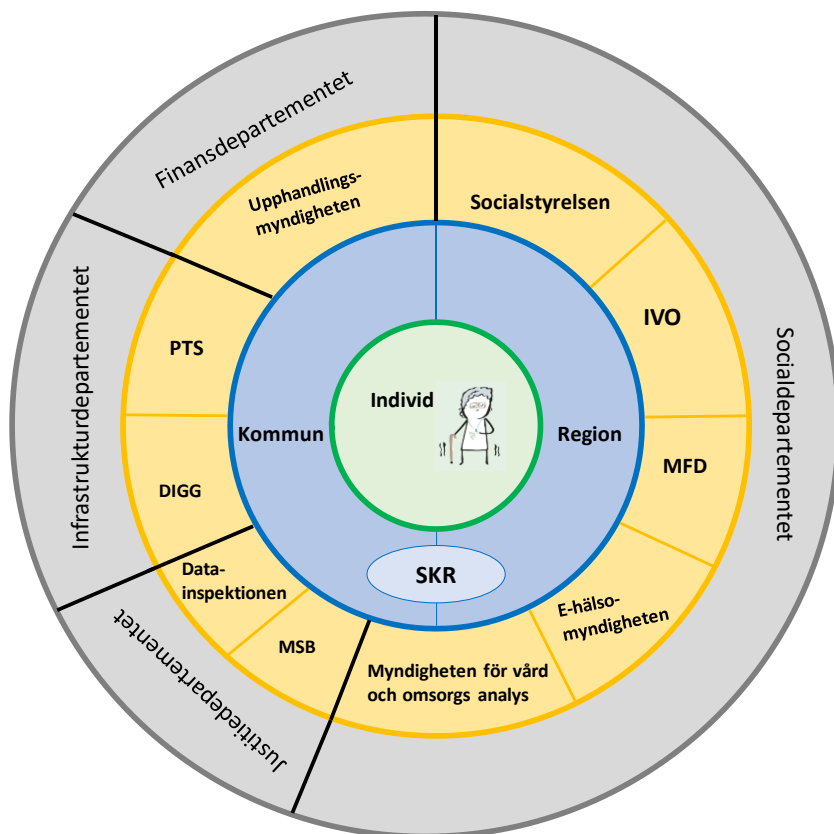 Finansdepartementet
Upphandlings-
myndigheten
Socialstyrelsen
IVO
Socialdepartementet
Infrastrukturdepartementet
PTS
Individ
Kommun
Region
MFD
DIGG
SKR
Data-
inspektionen
E-hälso-
myndigheten
MSB
Myndigheten för vård
och omsorgs analys
Justitiedepartementet